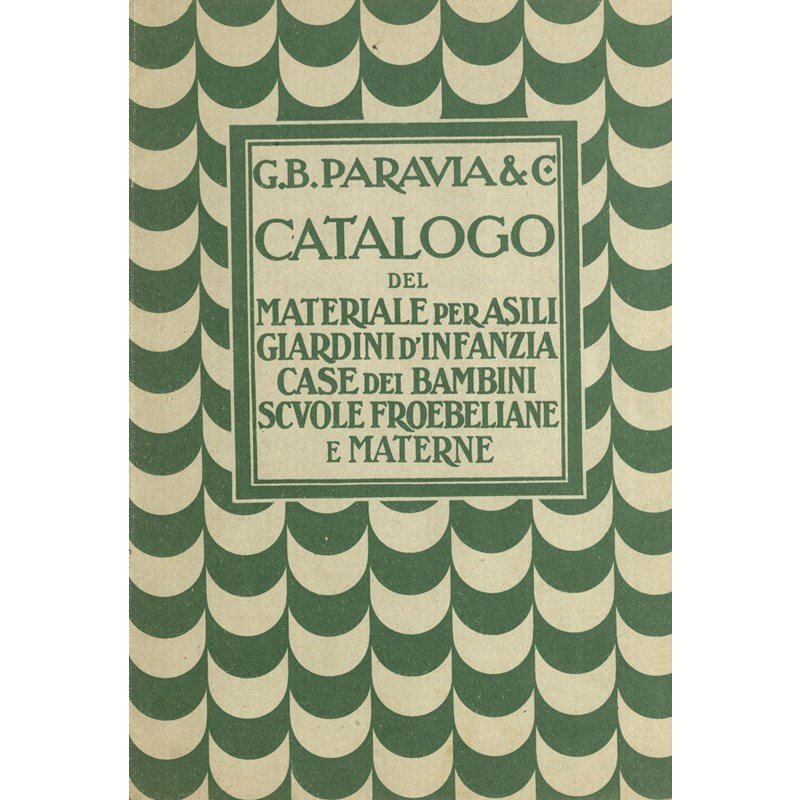 G.B. PARAVIA & C.
CATALOGO
DEL
MATERIALE PER ASILI
GIARDINI D'INFANZIA
CASE DEI BAMBINI
SCVOLE FROEBELIANE
E MATERNE